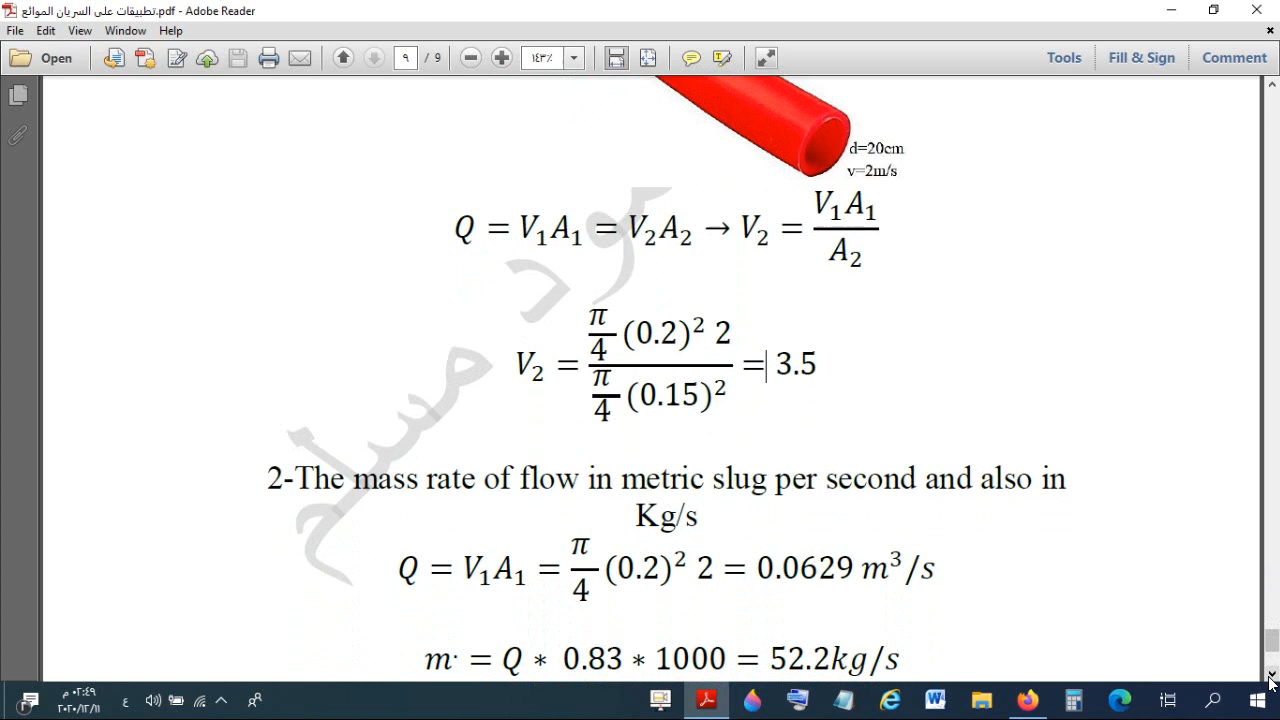 تطبيقات على السريان الموائع.pdf - Adobe Reader
File Edit View Window Help
Open ٩ / 9 ١٤٣٪ Tools Fill & Sign Comment
d=20cm
v=2m/s
Q = V₁A₁ = V₂A₂ → V₂ = V₁A₁ / A₂
V₂ = π/4 (0.2)² 2 / π/4 (0.15)² = 3.5
2-The mass rate of flow in metric slug per second and also in
Kg/s
Q = V₁A₁ = π/4 (0.2)² 2 = 0.0629 m³/s
m· = Q * 0.83 * 1000 = 52.2kg/s
مسلم
٠٢:٤٩ م
ع
٢٠٢٠/١٢/١١